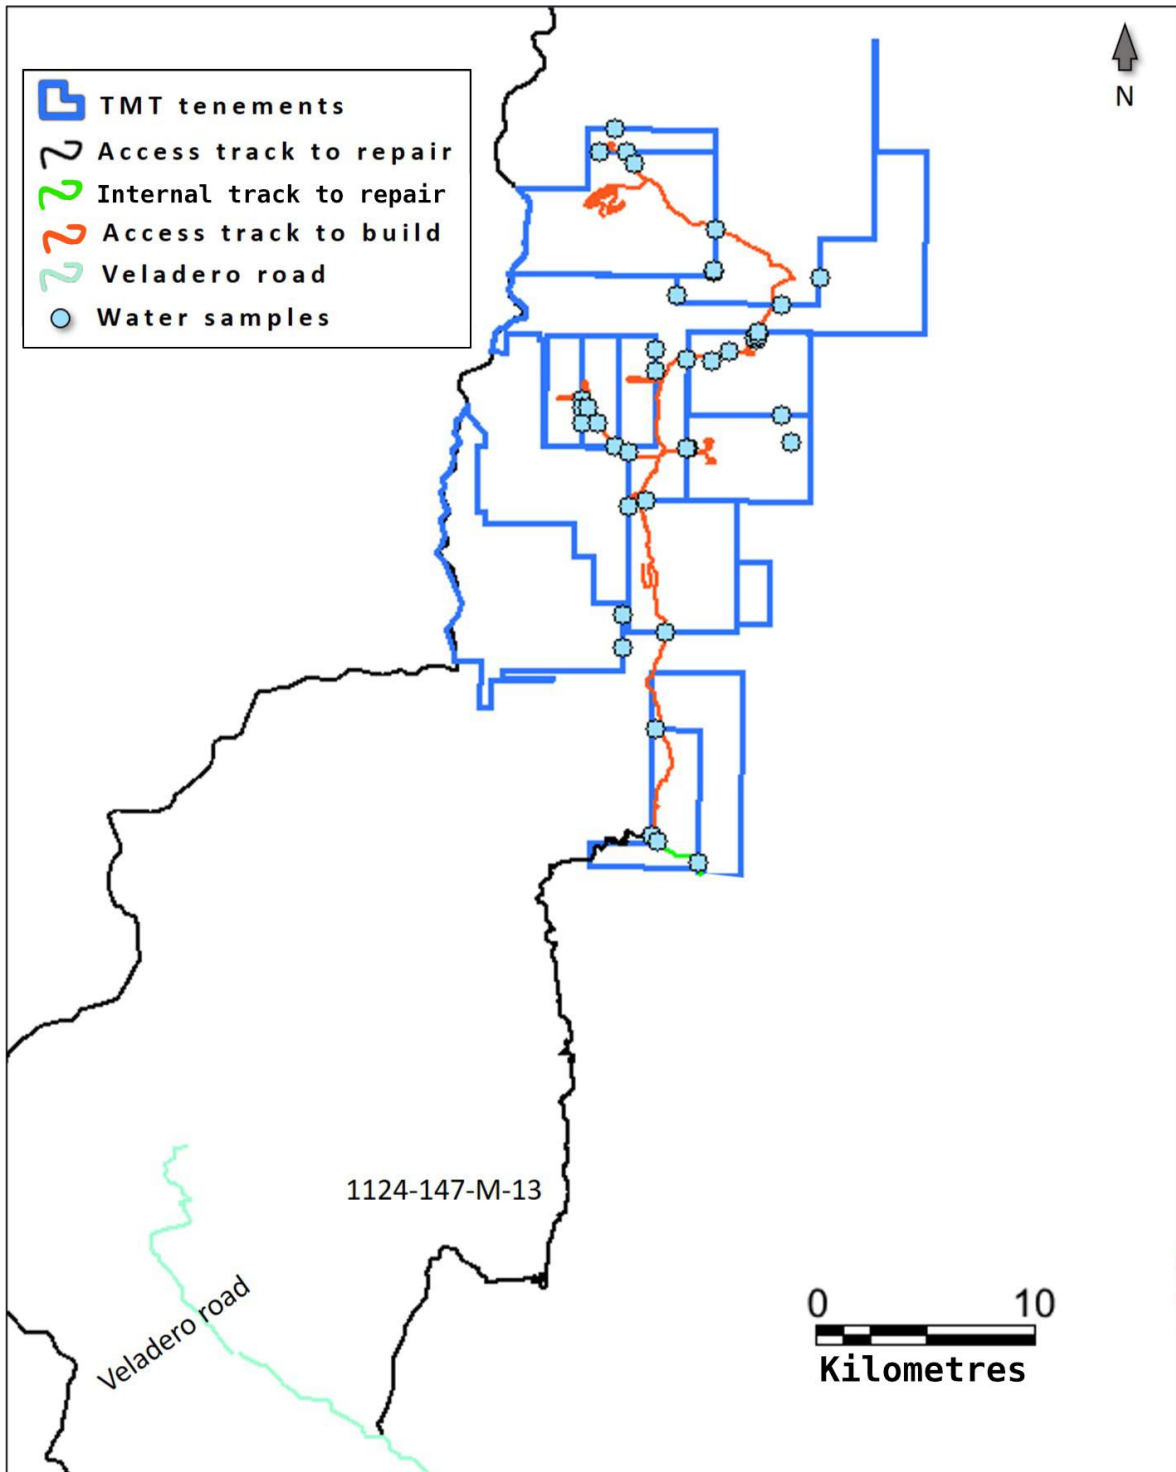 N
TMT tenements
Access track to repair
Internal track to repair
Access track to build
Veladero road
Water samples
1124-147-M-13
Veladero road
0 10
Kilometres